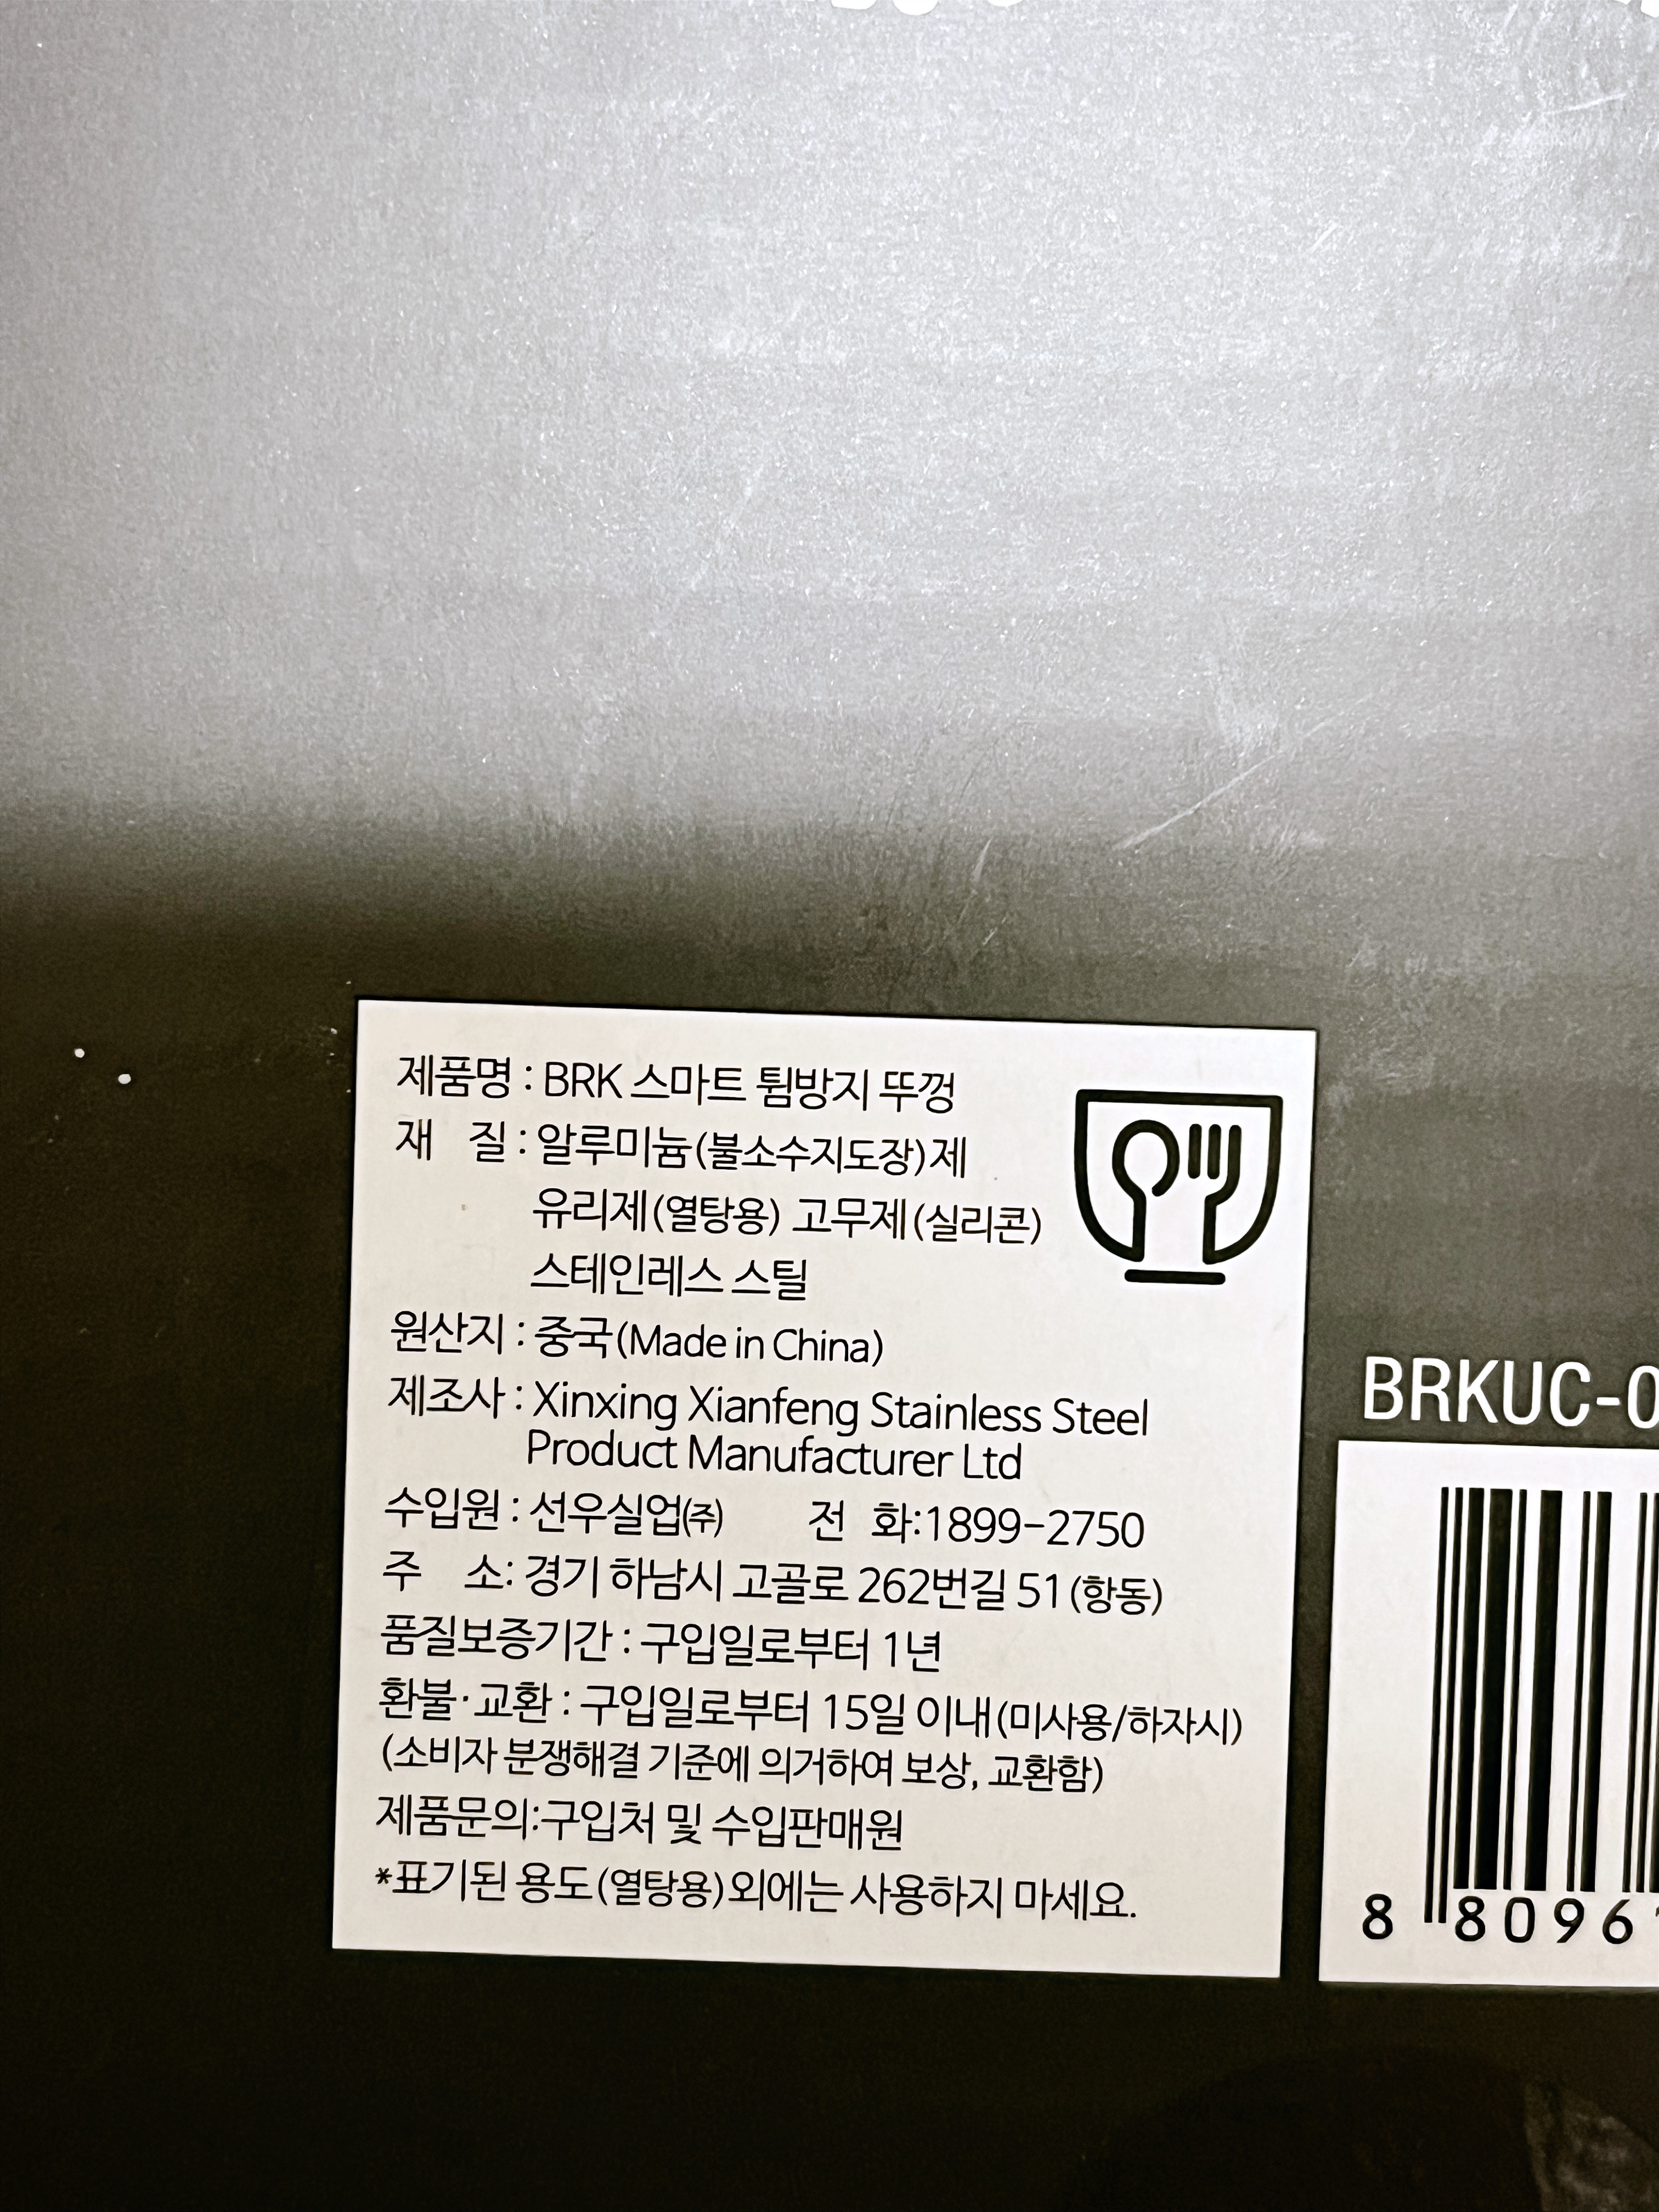 제품명 : BRK 스마트 튐방지 뚜껑
재 질 : 알루미늄(불소수지도장)제
유리제(열탕용) 고무제(실리콘)
스테인레스 스틸
원산지 : 중국(Made in China)
제조사 : Xinxing Xianfeng Stainless Steel
Product Manufacturer Ltd
수입원 : 선우실업㈜ 전 화:1899-2750
주 소: 경기 하남시 고골로 262번길 51(항동)
품질보증기간 : 구입일로부터 1년
환불·교환 : 구입일로부터 15일 이내(미사용/하자시)
(소비자 분쟁해결 기준에 의거하여 보상, 교환함)
제품문의:구입처 및 수입판매원
*표기된 용도(열탕용)외에는 사용하지 마세요.
BRKUC-0
8 8096